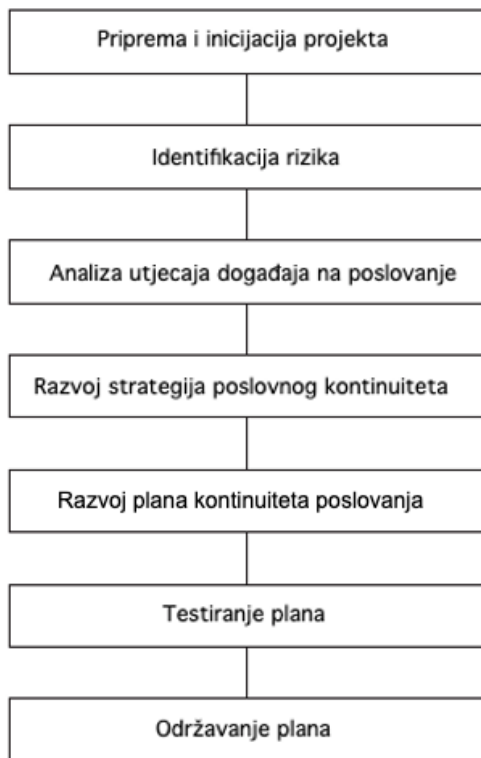 Priprema i inicijacija projekta
Identifikacija rizika
Analiza utjecaja događaja na poslovanje
Razvoj strategija poslovnog kontinuiteta
Razvoj plana kontinuiteta poslovanja
Testiranje plana
Održavanje plana